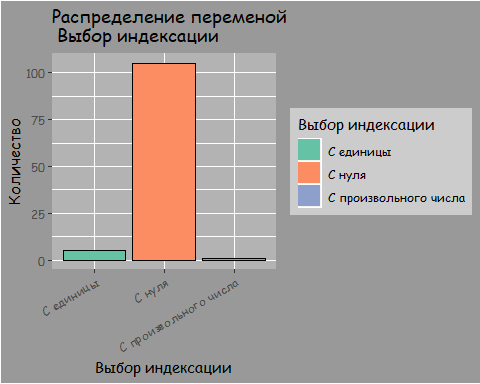 Распределение переменой
Выбор индексации
Количество
100
75
50
25
0
С единицы
С нуля
С произвольного числа
Выбор индексации
Выбор индексации
С единицы
С нуля
С произвольного числа